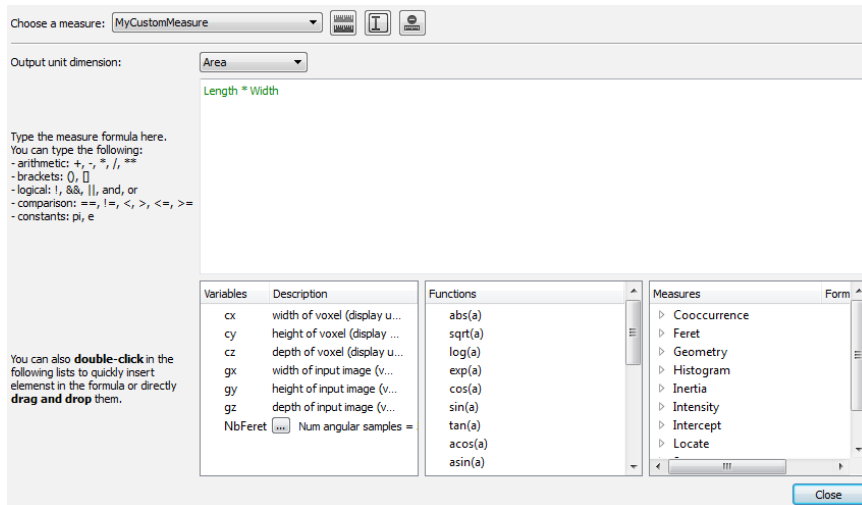 Choose a measure: MyCustomMeasure
Output unit dimension: Area
Length * Width
Type the measure formula here.
You can type the following:
- arithmetic: +, -, *, /, **
- brackets: (), []
- logical: !, &&, ||, and, or
- comparison: ==, !=, <, >, <=, >=
- constants: pi, e
You can also double-click in the
following lists to quickly insert
elemenst in the formula or directly
drag and drop them.
Variables Description
cx width of voxel (display u...
cy height of voxel (display ...
cz depth of voxel (display u...
gx width of input image (v...
gy height of input image (v...
gz depth of input image (v...
NbFeret ... Num angular samples =
Functions
abs(a)
sqrt(a)
log(a)
exp(a)
cos(a)
sin(a)
tan(a)
acos(a)
asin(a)
Measures Form
Cooccurrence
Feret
Geometry
Histogram
Inertia
Intensity
Intercept
Locate
Close